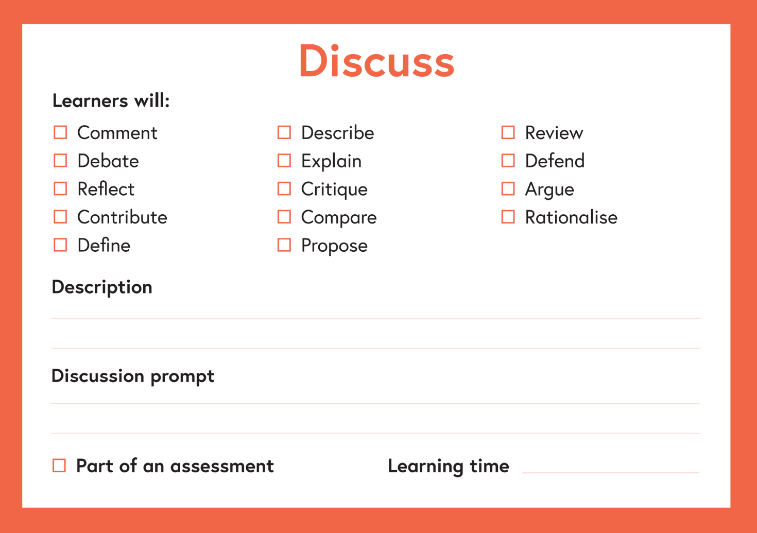 Discuss
Learners will:
Comment
Debate
Reflect
Contribute
Define
Describe
Explain
Critique
Compare
Propose
Review
Defend
Argue
Rationalise
Description
Discussion prompt
Part of an assessment
Learning time